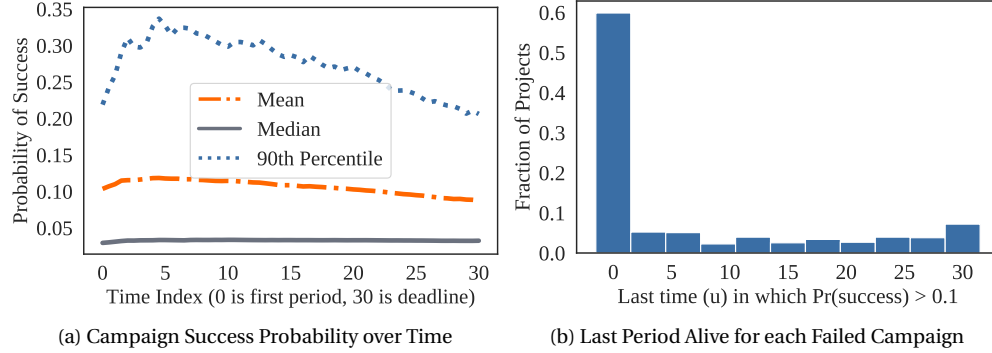 0.35
0.30
0.25
0.20
0.15
0.10
0.05
Probability of Success
Mean
Median
90th Percentile
0 5 10 15 20 25 30
Time Index (0 is first period, 30 is deadline)
(a) Campaign Success Probability over Time
0.6
0.5
0.4
0.3
0.2
0.1
0.0
Fraction of Projects
0 5 10 15 20 25 30
Last time (u) in which Pr(success) > 0.1
(b) Last Period Alive for each Failed Campaign